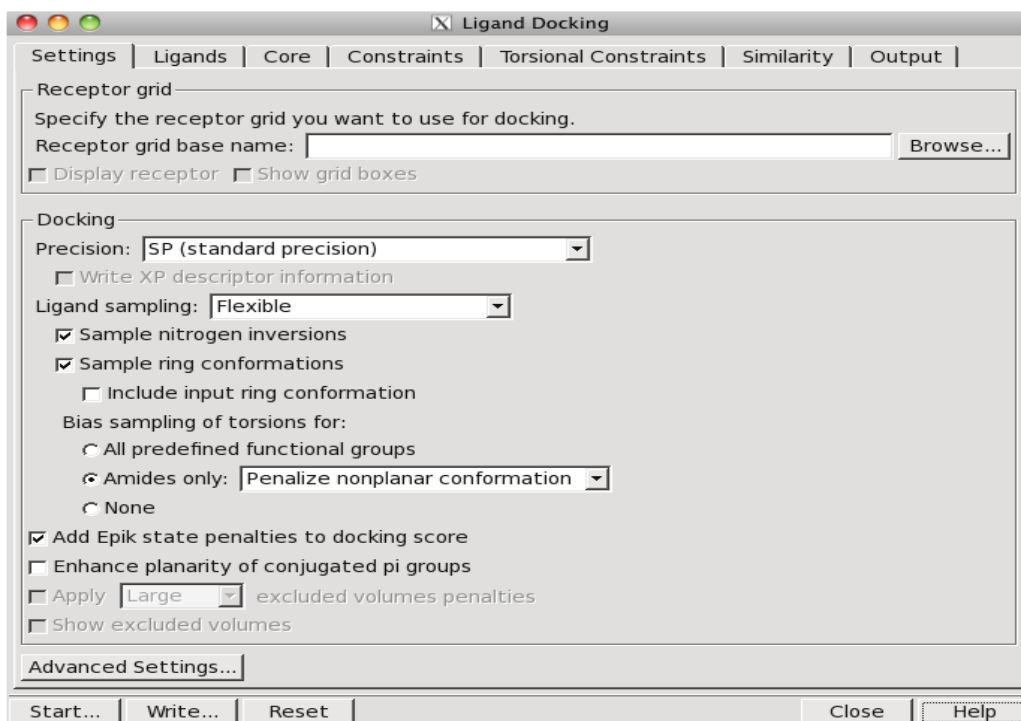 X Ligand Docking
Settings Ligands Core Constraints Torsional Constraints Similarity Output
Receptor grid
Specify the receptor grid you want to use for docking.
Receptor grid base name: Browse...
Display receptor Show grid boxes
Docking
Precision: SP (standard precision)
Write XP descriptor information
Ligand sampling: Flexible
Sample nitrogen inversions
Sample ring conformations
Include input ring conformation
Bias sampling of torsions for:
All predefined functional groups
Amides only: Penalize nonplanar conformation
None
Add Epik state penalties to docking score
Enhance planarity of conjugated pi groups
Apply Large excluded volumes penalties
Show excluded volumes
Advanced Settings...
Start... Write... Reset Close Help